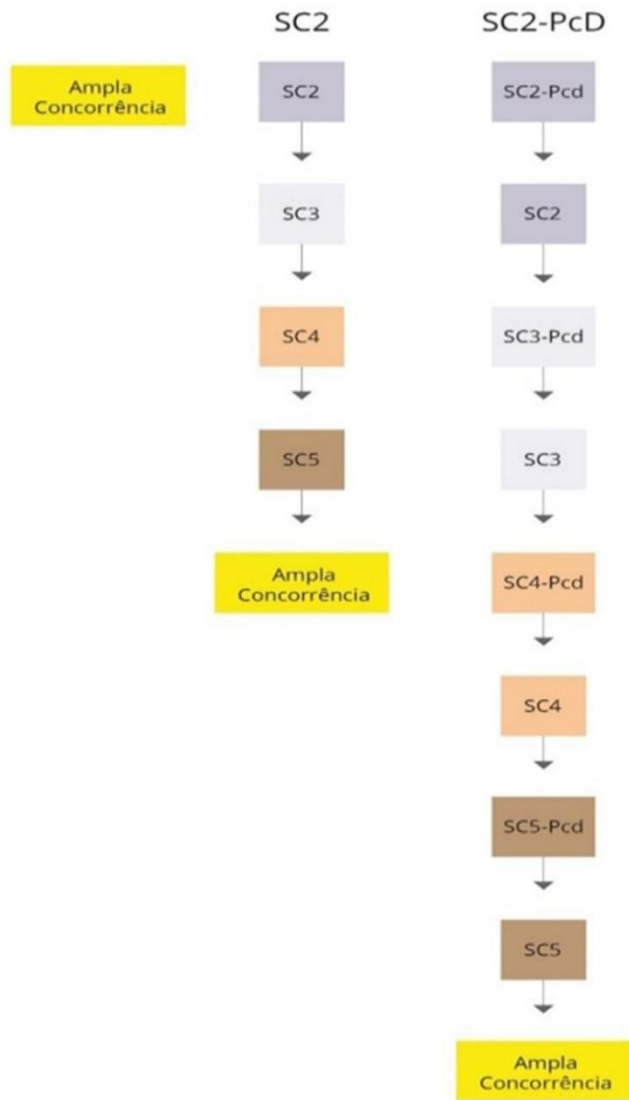 SC2
SC2-PcD
Ampla
Concorrência
SC2
SC2-Pcd
SC3
SC2
SC4
SC3-Pcd
SC5
SC3
Ampla
Concorrência
SC4-Pcd
SC4
SC5-Pcd
SC5
Ampla
Concorrência